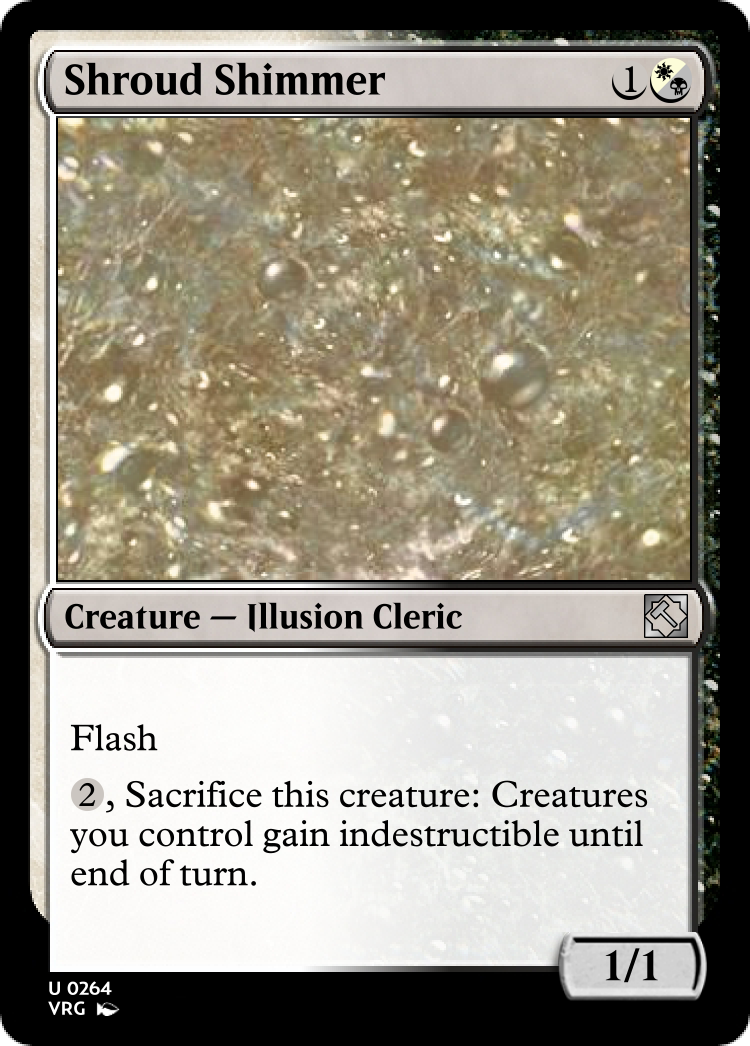 Shroud Shimmer 1
Creature — Illusion Cleric
Flash
2, Sacrifice this creature: Creatures
you control gain indestructible until
end of turn.
1/1
U 0264
VRG